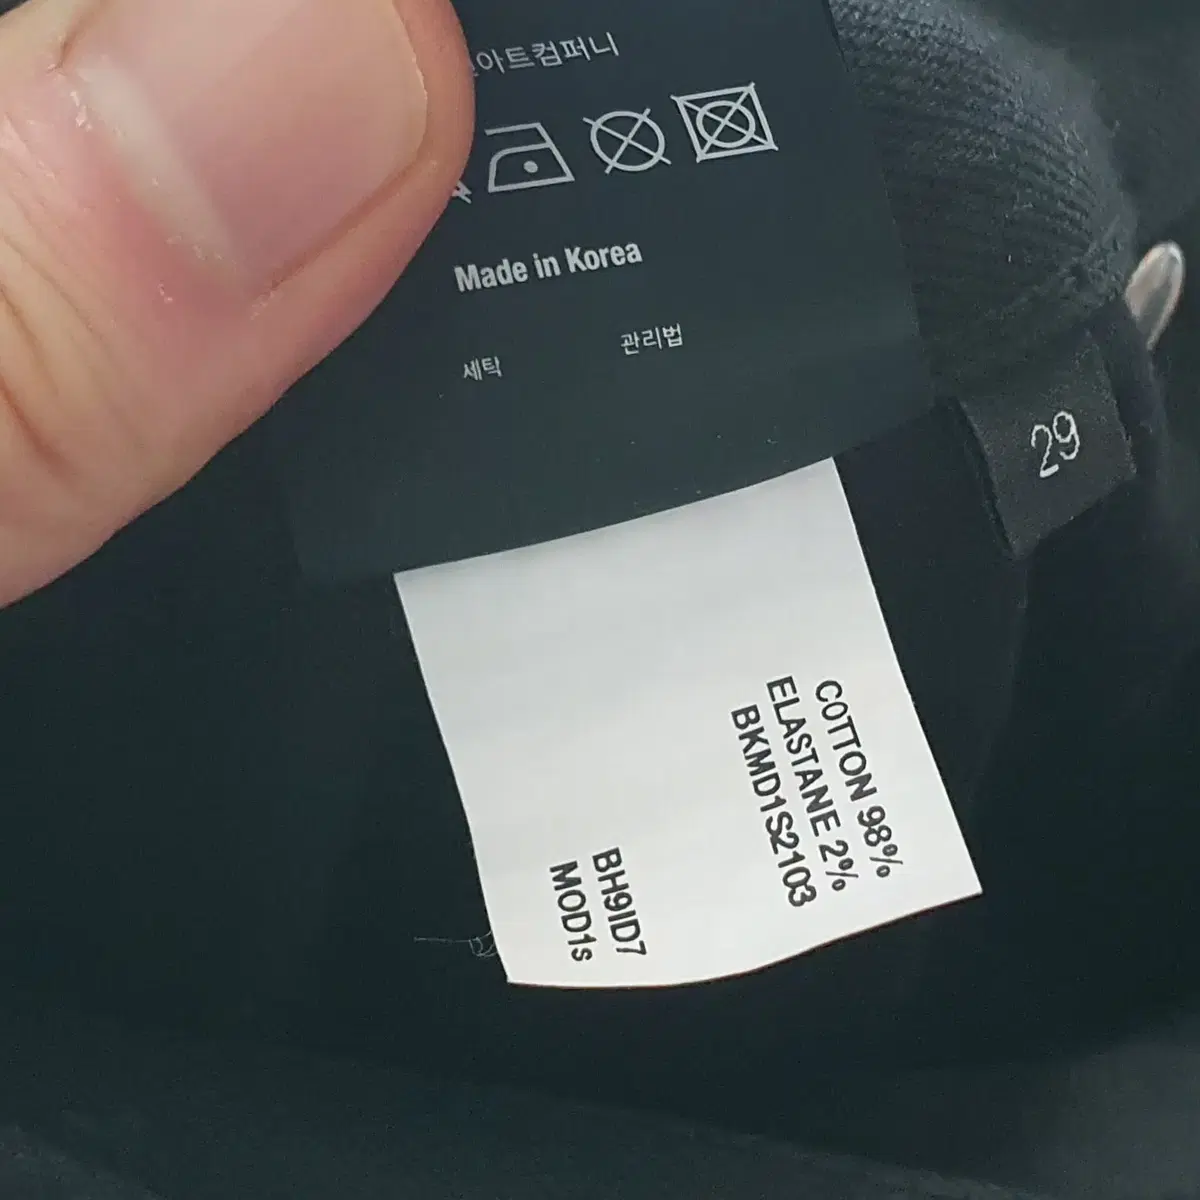 아트컴퍼니
Made in Korea
세탁 관리법
29
COTTON 98%
ELASTANE 2%
BKMD1S2103
BH9ID7
MOD1s